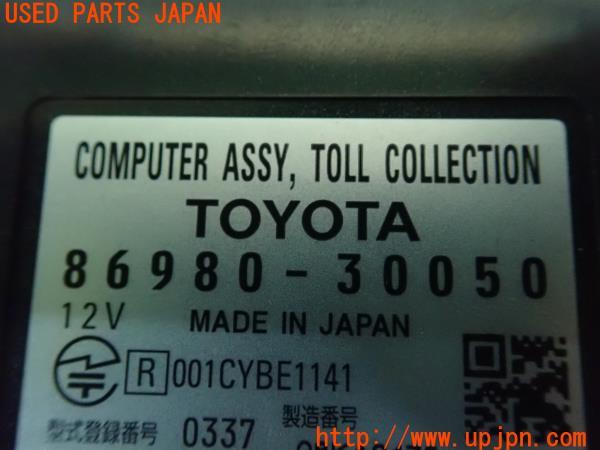 USED PARTS JAPAN
COMPUTER ASSY, TOLL COLLECTION
TOYOTA
86980-30050
12V MADE IN JAPAN
R 001CYBE1141
型式登録番号 0337 製造番号
http://www.upjpn.com/